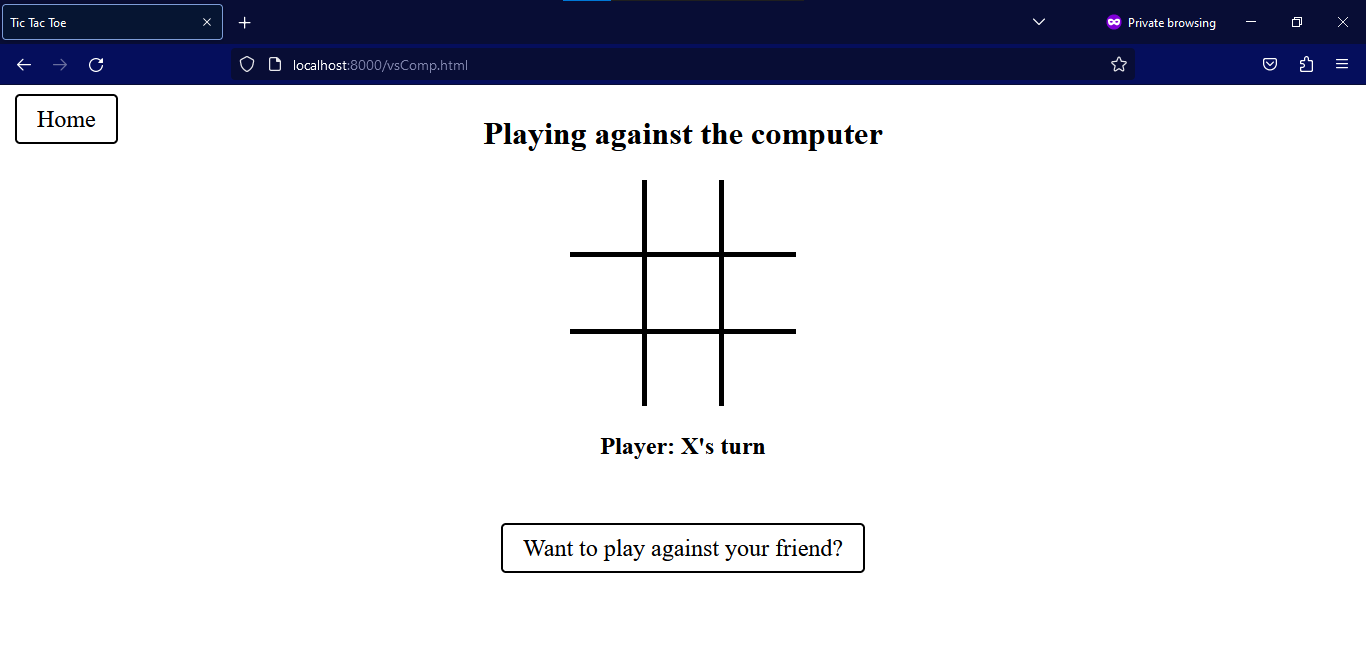 Tic Tac Toe
Private browsing
localhost:8000/vsComp.html
Home
Playing against the computer
Player: X's turn
Want to play against your friend?